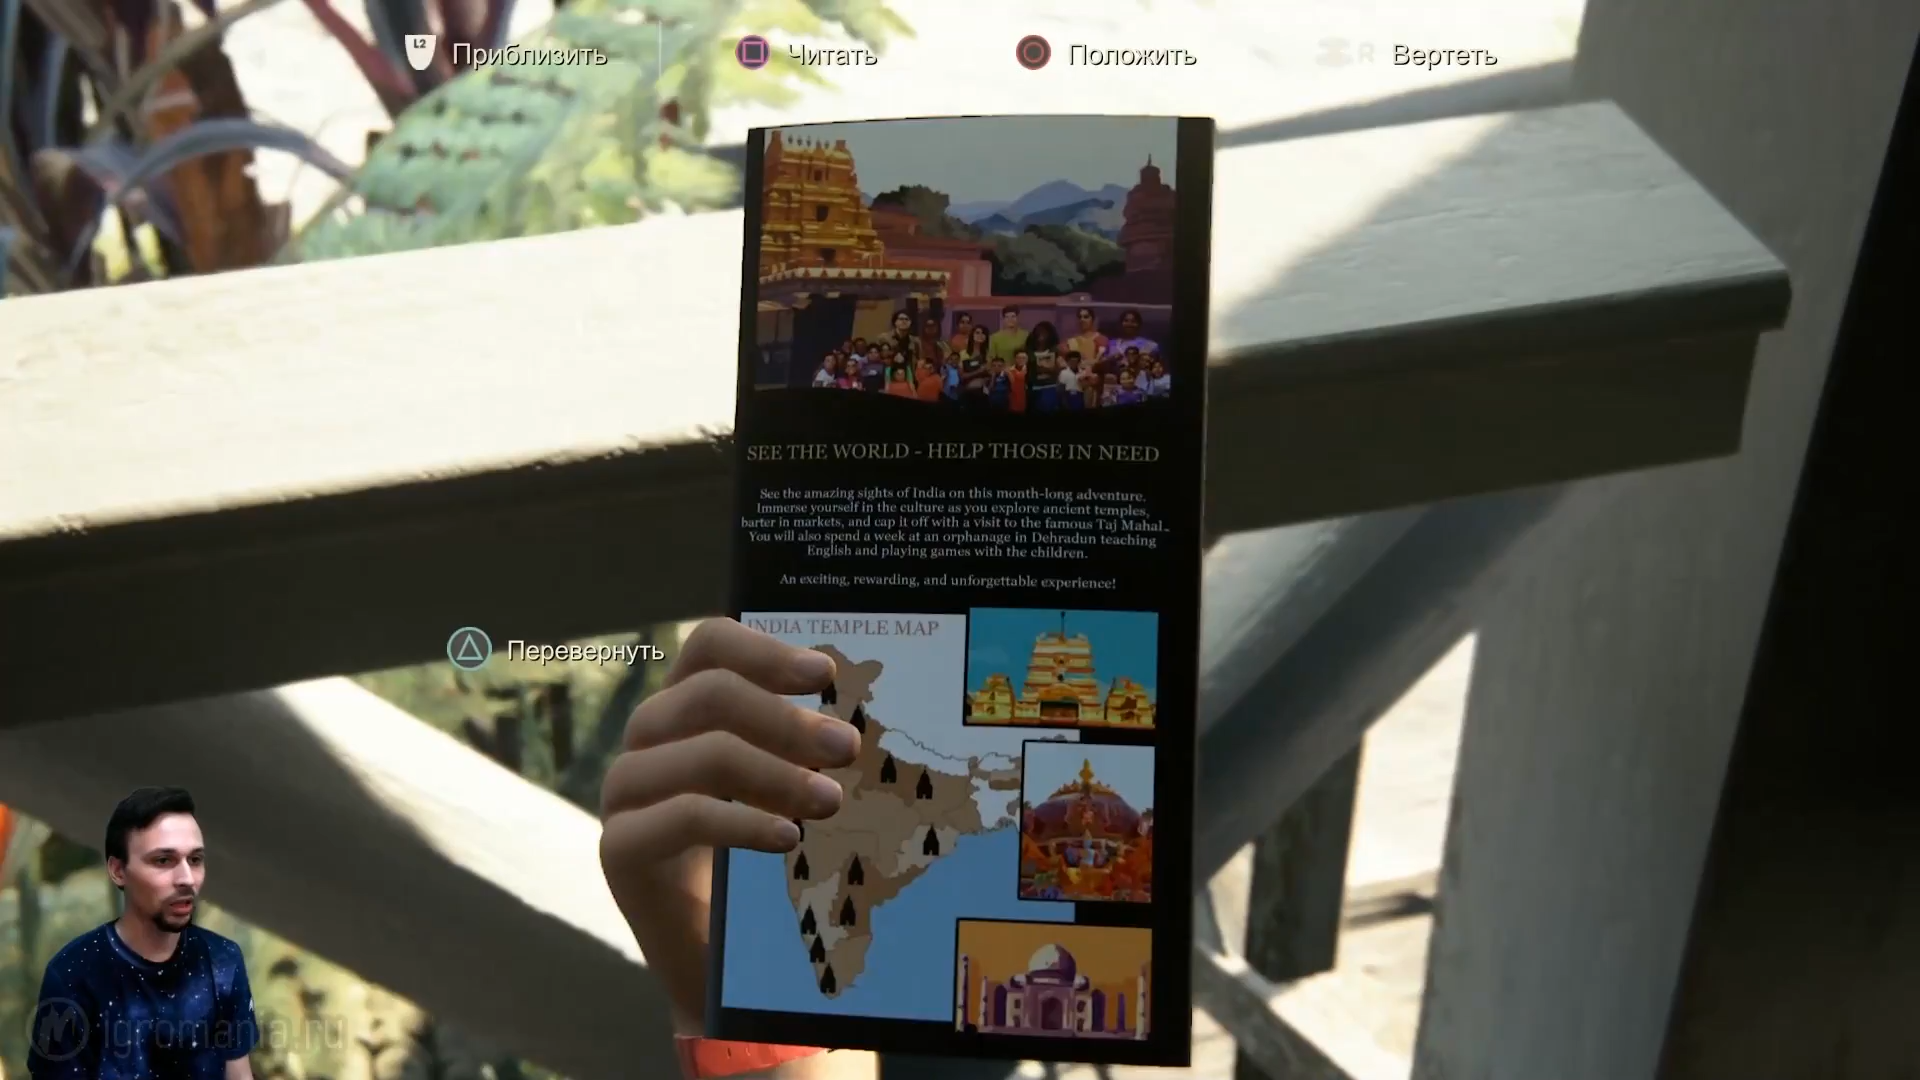 L2 Приблизить
Читать
Положить
R Вертеть
SEE THE WORLD - HELP THOSE IN NEED
See the amazing sights of India on this month-long adventure.
Immerse yourself in the culture as you explore ancient temples,
barter in markets, and cap it off with a visit to the famous Taj Mahal.
You will also spend a week at an orphanage in Dehradun teaching
English and playing games with the children.
An exciting, rewarding, and unforgettable experience!
INDIA TEMPLE MAP
Перевернуть
igromania.ru